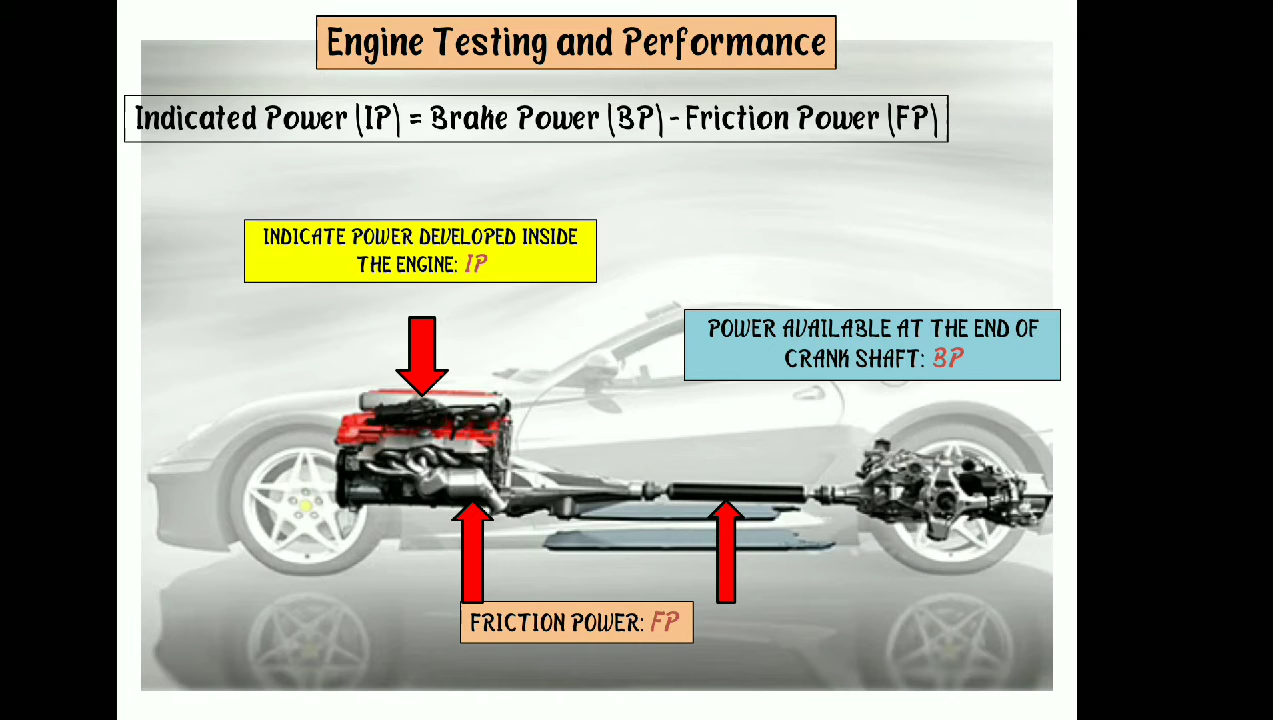 Engine Testing and Performance
Indicated Power (IP) = Brake Power (BP) - Friction Power (FP)
INDICATE POWER DEVELOPED INSIDE
THE ENGINE: IP
POWER AVAILABLE AT THE END OF
CRANK SHAFT: BP
FRICTION POWER: FP